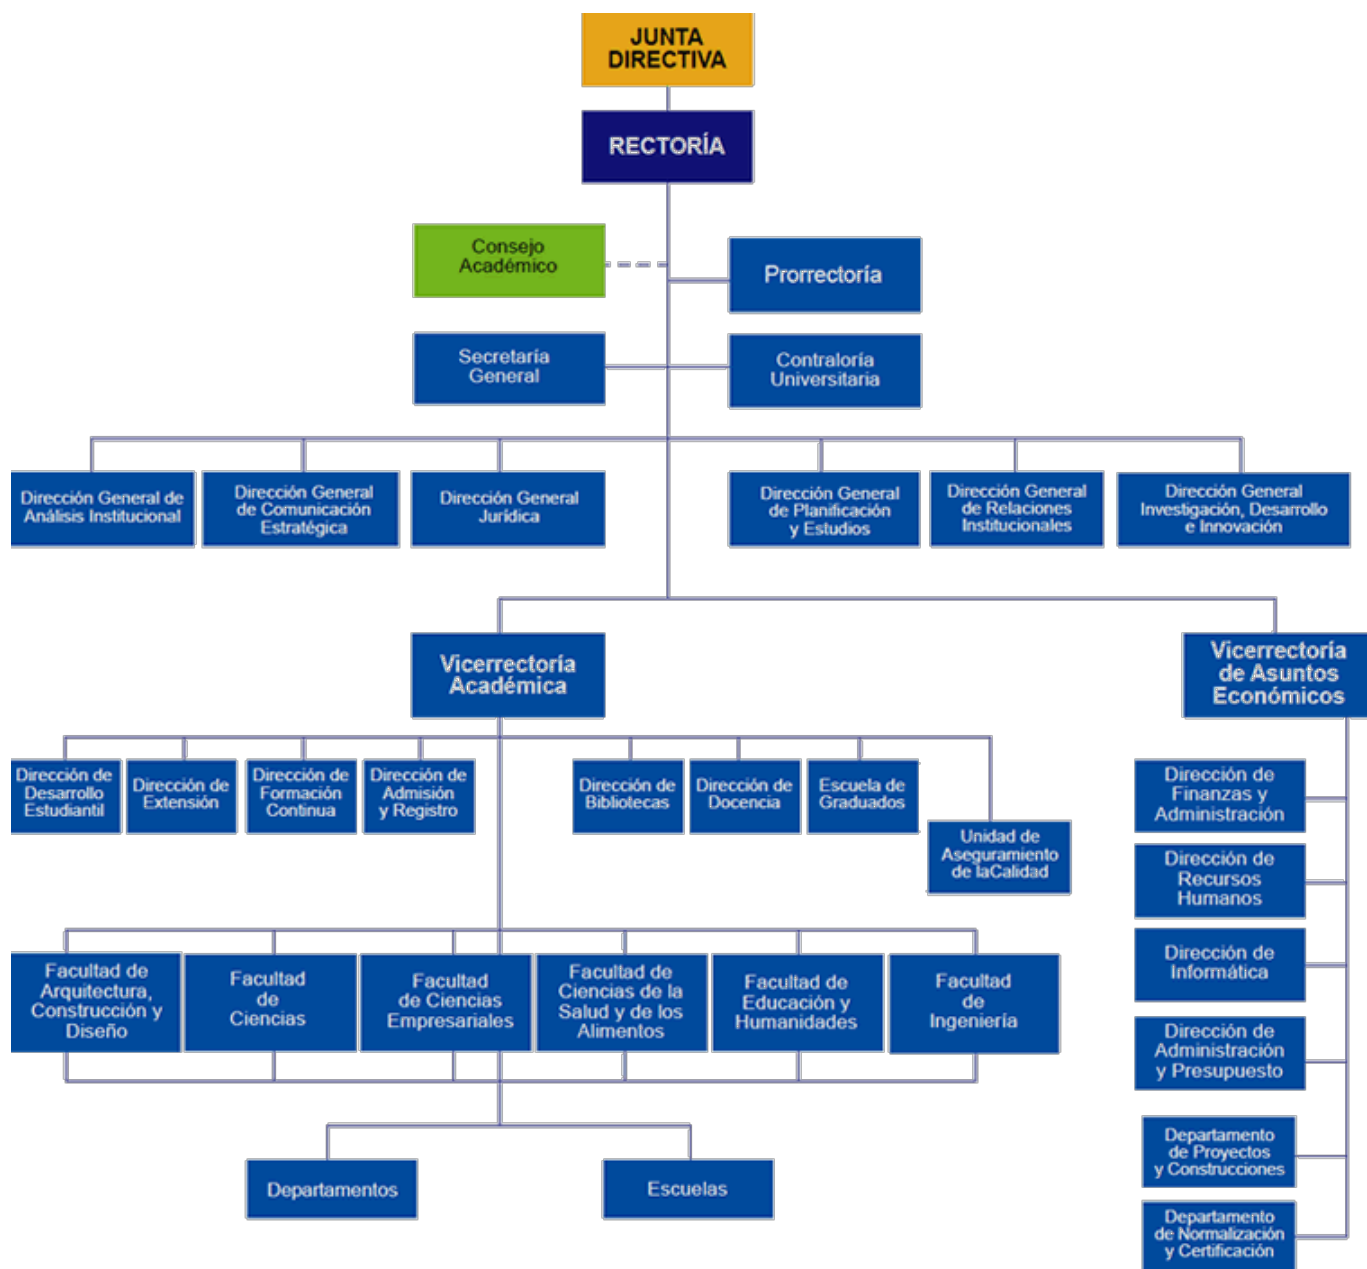 JUNTA
DIRECTIVA
RECTORÍA
Consejo
Académico
Prorrectoría
Secretaría
General
Contraloría
Universitaria
Dirección General de
Análisis Institucional
Dirección General
de Comunicación
Estratégica
Dirección General
Jurídica
Dirección General
de Planificación
y Estudios
Dirección General
de Relaciones
Institucionales
Dirección General
Investigación, Desarrollo
e Innovación
Vicerrectoría
Académica
Vicerrectoría
de Asuntos
Económicos
Dirección de
Desarrollo
Estudiantil
Dirección de
Extensión
Dirección de
Formación
Continua
Dirección de
Admisión
y Registro
Dirección de
Bibliotecas
Dirección de
Docencia
Escuela de
Graduados
Unidad de
Aseguramiento
de laCalidad
Dirección de
Finanzas y
Administración
Dirección de
Recursos
Humanos
Dirección de
Informática
Dirección de
Administración
y Presupuesto
Departamento
de Proyectos
y Construcciones
Departamento
de Normalización
y Certificación
Facultad de
Arquitectura,
Construcción y
Diseño
Facultad
de
Ciencias
Facultad
de Ciencias
Empresariales
Facultad de
Ciencias de la
Salud y de los
Alimentos
Facultad de
Educación y
Humanidades
Facultad
de
Ingeniería
Departamentos
Escuelas